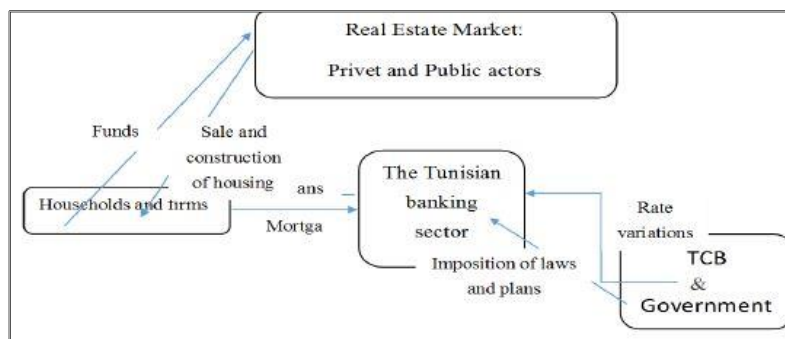 Real Estate Market:
Privet and Public actors
Funds
Sale and
construction
of housing
Households and firms
ans
Mortga
The Tunisian
banking
sector
Imposition of laws
and plans
Rate
variations
TCB
&
Government